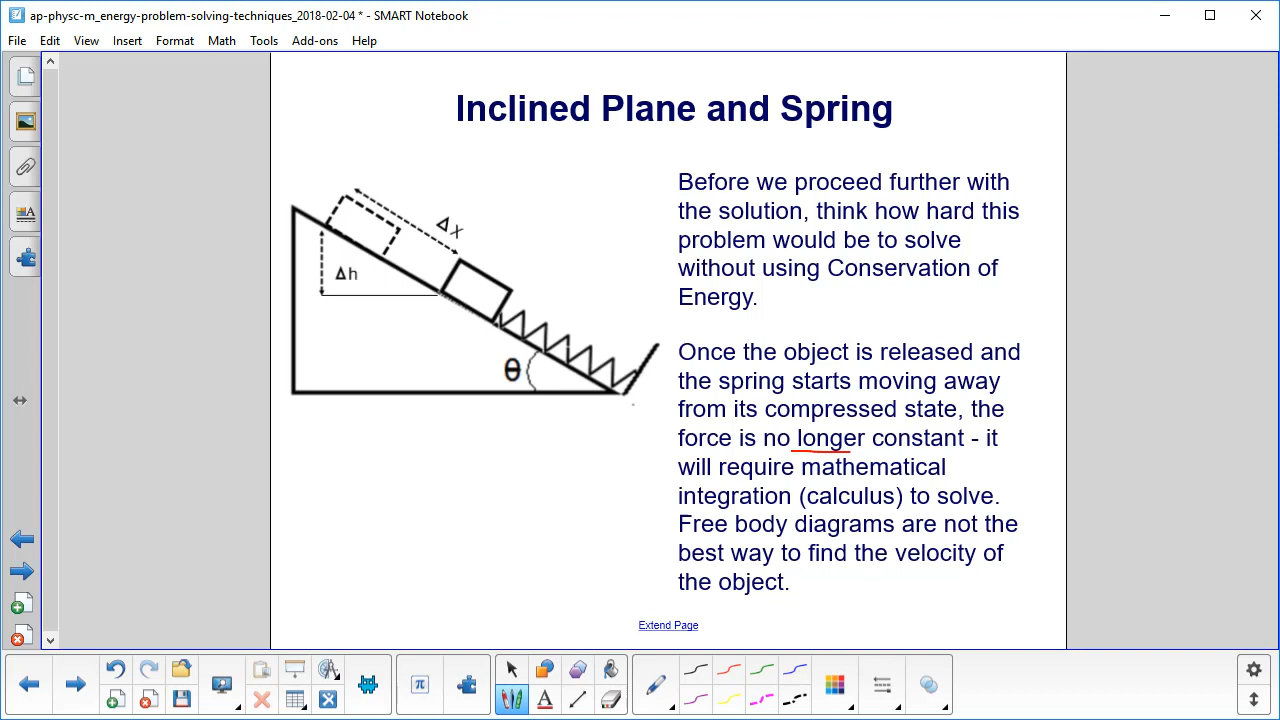 ap-physc-m_energy-problem-solving-techniques_2018-02-04 * - SMART Notebook
File Edit View Insert Format Math Tools Add-ons Help
Inclined Plane and Spring
Δx
Δh
θ
Before we proceed further with
the solution, think how hard this
problem would be to solve
without using Conservation of
Energy.
Once the object is released and
the spring starts moving away
from its compressed state, the
force is no longer constant - it
will require mathematical
integration (calculus) to solve.
Free body diagrams are not the
best way to find the velocity of
the object.
Extend Page
π
A